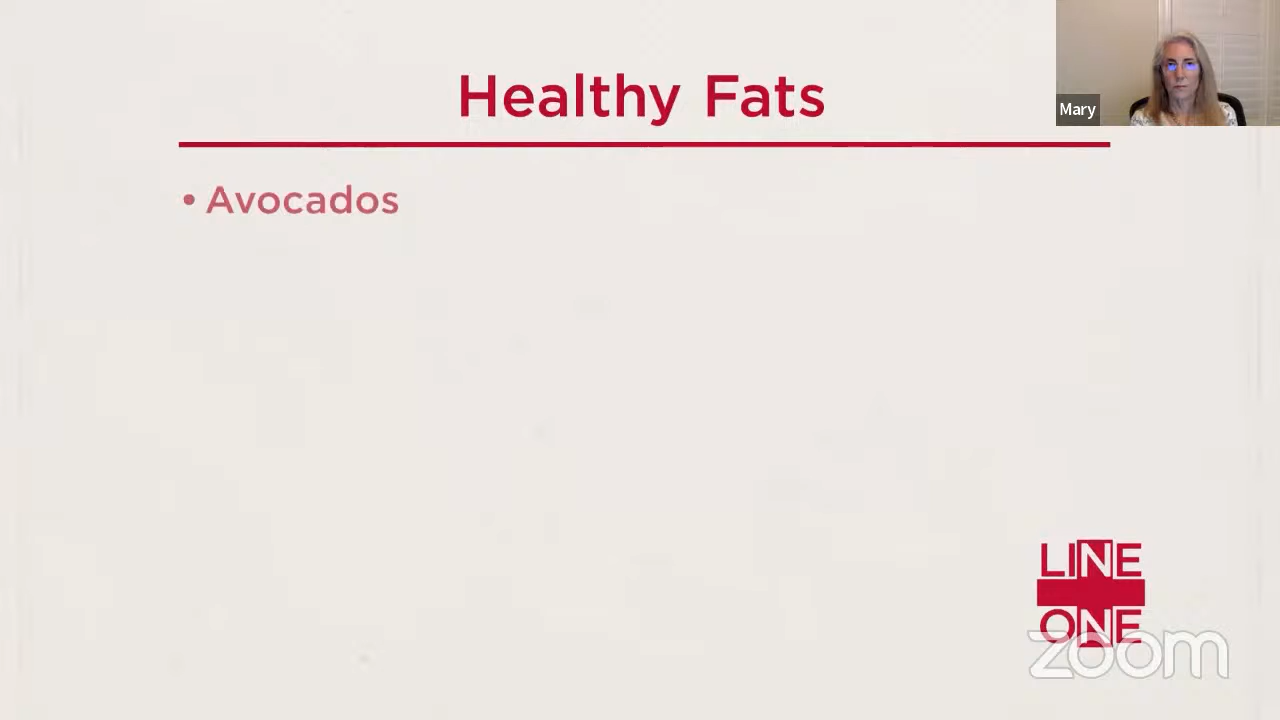 Healthy Fats
Mary
• Avocados
LINE
ONE
zoom